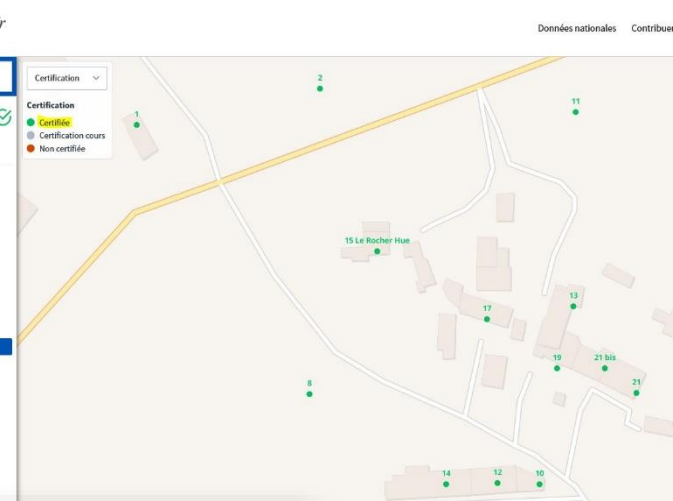 Données nationales Contribuer
Certification
Certification
Certifiée
Certification cours
Non certifiée
1
2
11
15 Le Rocher Hue
17
13
19
21 bis
21
8
14
12
10